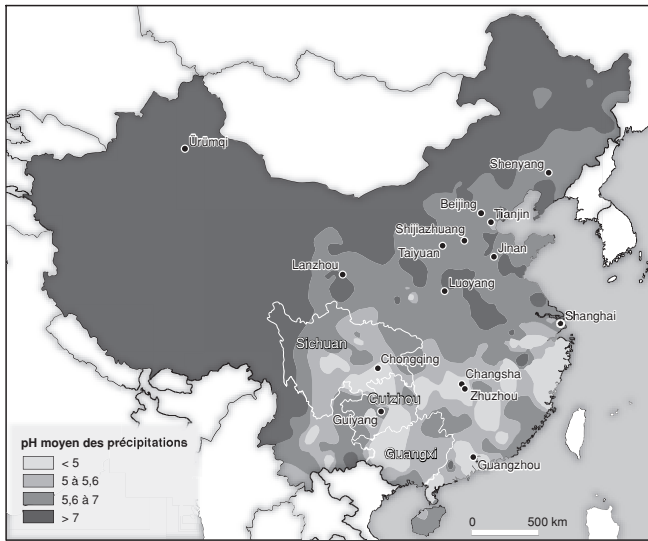 Ürümqi
Shenyang
Beijing
Tianjin
Shijiazhuang
Taiyuan
Jinan
Lanzhou
Luoyang
Shanghai
Sichuan
Chongqing
Changsha
Zhuzhou
Guizhou
Guiyang
Guangxi
Guangzhou
pH moyen des précipitations
< 5
5 à 5,6
5,6 à 7
> 7
0 500 km